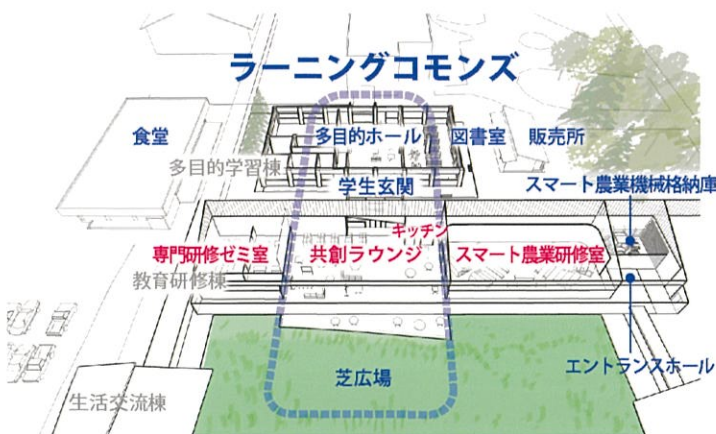 ラーニングコモンズ
食堂
多目的ホール
図書室
販売所
多目的学習棟
学生玄関
スマート農業機械格納庫
キッチン
専門研修ゼミ室
共創ラウンジ
スマート農業研修室
教育研修棟
エントランスホール
芝広場
生活交流棟